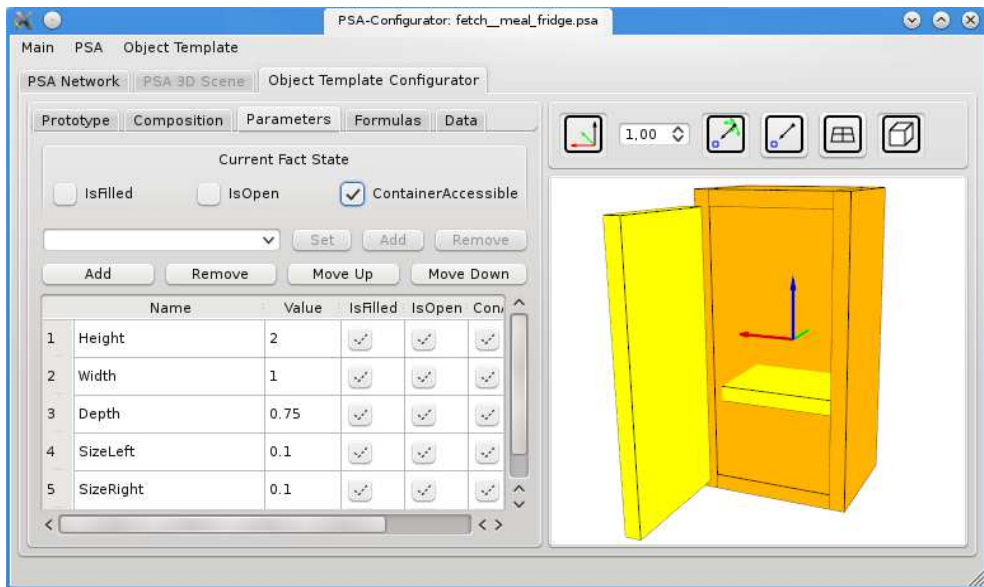 PSA-Configurator: fetch__meal_fridge.psa
Main PSA Object Template
PSA Network PSA 3D Scene Object Template Configurator
Prototype Composition Parameters Formulas Data
1,00
Current Fact State
IsFilled IsOpen ContainerAccessible
Set Add Remove
Add Remove Move Up Move Down
Name Value IsFilled IsOpen Con
1 Height 2
2 Width 1
3 Depth 0.75
4 SizeLeft 0.1
5 SizeRight 0.1